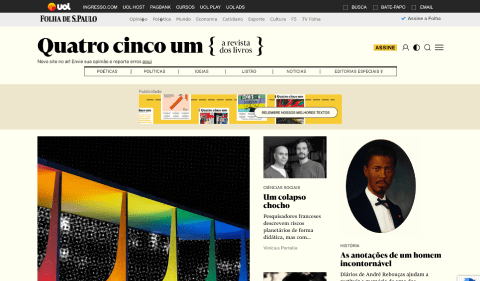 UOL INGRESSO.COM UOL HOST PAGBANK CURSOS UOL PLAY UOL ADS BUSCA BATE-PAPO EMAIL
FOLHA DE S.PAULO Opinião Política Mundo Economia Cotidiano Esporte Cultura F5 TV Folha Assine a Folha
Quatro cinco um { a revista dos livros }
ASSINE
Novo site no ar! Envie sua opinião e reporte erros aqui
POÉTICAS POLÍTICAS IDEIAS LISTÃO NOTÍCIAS EDITORIAS ESPECIAIS
Publicidade
RELEMBRE NOSSOS MELHORES TEXTOS
CIÊNCIAS SOCIAIS
Um colapso
chocho
Pesquisadores franceses
descrevem riscos
planetários de forma
didática, mas com...
Vinicius Portella
HISTÓRIA
As anotações de um homem
incontornável
Diários de André Rebouças ajudam a